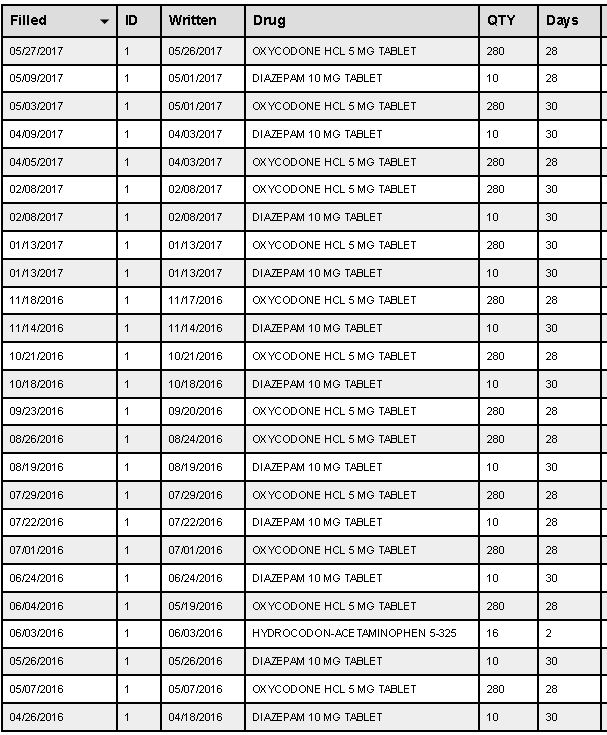 Filled ID Written Drug QTY Days
05/27/2017 1 05/26/2017 OXYCODONE HCL 5 MG TABLET 280 28
05/09/2017 1 05/01/2017 DIAZEPAM 10 MG TABLET 10 28
05/03/2017 1 05/01/2017 OXYCODONE HCL 5 MG TABLET 280 30
04/09/2017 1 04/03/2017 DIAZEPAM 10 MG TABLET 10 30
04/05/2017 1 04/03/2017 OXYCODONE HCL 5 MG TABLET 280 28
02/08/2017 1 02/08/2017 OXYCODONE HCL 5 MG TABLET 280 30
02/08/2017 1 02/08/2017 DIAZEPAM 10 MG TABLET 10 30
01/13/2017 1 01/13/2017 OXYCODONE HCL 5 MG TABLET 280 30
01/13/2017 1 01/13/2017 DIAZEPAM 10 MG TABLET 10 30
11/18/2016 1 11/17/2016 OXYCODONE HCL 5 MG TABLET 280 28
11/14/2016 1 11/14/2016 DIAZEPAM 10 MG TABLET 10 30
10/21/2016 1 10/21/2016 OXYCODONE HCL 5 MG TABLET 280 28
10/18/2016 1 10/18/2016 DIAZEPAM 10 MG TABLET 10 30
09/23/2016 1 09/20/2016 OXYCODONE HCL 5 MG TABLET 280 28
08/26/2016 1 08/24/2016 OXYCODONE HCL 5 MG TABLET 280 28
08/19/2016 1 08/19/2016 DIAZEPAM 10 MG TABLET 10 30
07/29/2016 1 07/29/2016 OXYCODONE HCL 5 MG TABLET 280 28
07/22/2016 1 07/22/2016 DIAZEPAM 10 MG TABLET 10 28
07/01/2016 1 07/01/2016 OXYCODONE HCL 5 MG TABLET 280 28
06/24/2016 1 06/24/2016 DIAZEPAM 10 MG TABLET 10 30
06/04/2016 1 05/19/2016 OXYCODONE HCL 5 MG TABLET 280 28
06/03/2016 1 06/03/2016 HYDROCODON-ACETAMINOPHEN 5-325 16 2
05/26/2016 1 05/26/2016 DIAZEPAM 10 MG TABLET 10 30
05/07/2016 1 05/07/2016 OXYCODONE HCL 5 MG TABLET 280 28
04/26/2016 1 04/18/2016 DIAZEPAM 10 MG TABLET 10 30